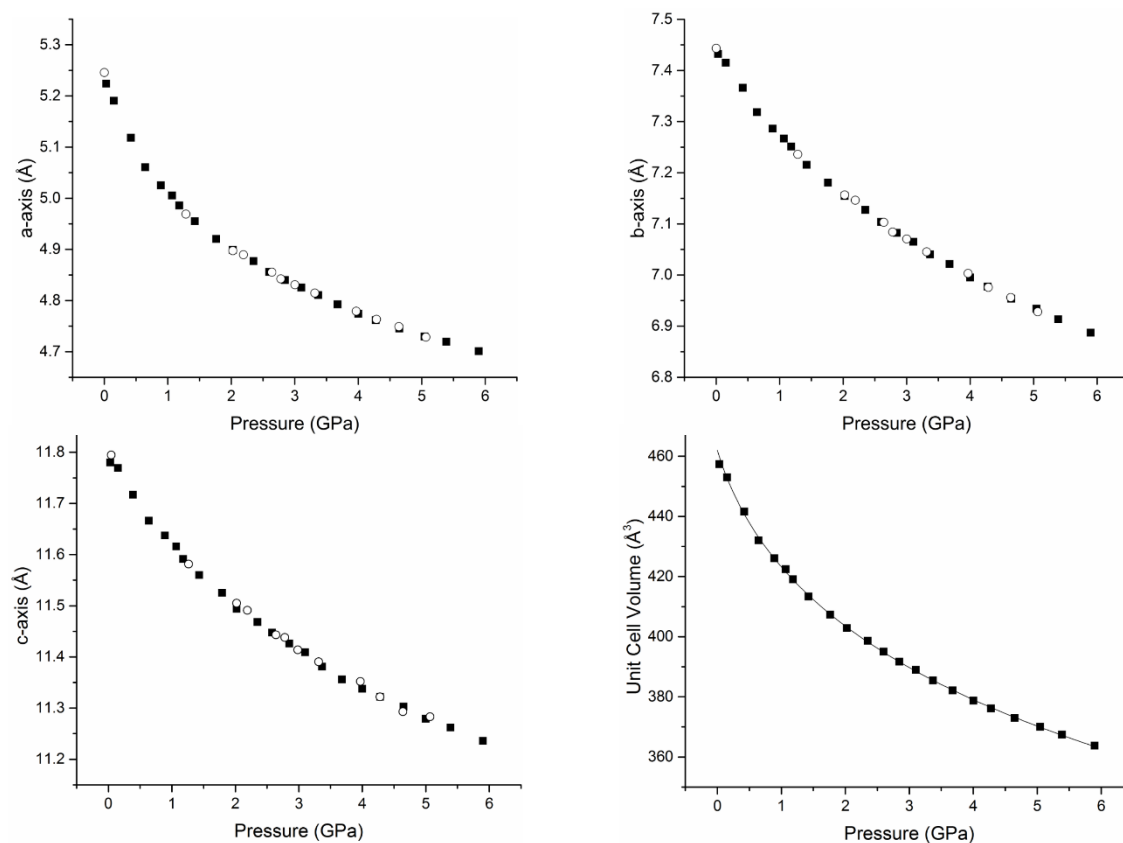 5.3
5.2
5.1
5.0
4.9
4.8
4.7
a-axis (Å)
0 1 2 3 4 5 6
Pressure (GPa)
7.5
7.4
7.3
7.2
7.1
7.0
6.9
6.8
b-axis (Å)
0 1 2 3 4 5 6
Pressure (GPa)
11.8
11.7
11.6
11.5
11.4
11.3
11.2
c-axis (Å)
0 1 2 3 4 5 6
Pressure (GPa)
460
440
420
400
380
360
Unit Cell Volume (Å³)
0 1 2 3 4 5 6
Pressure (GPa)